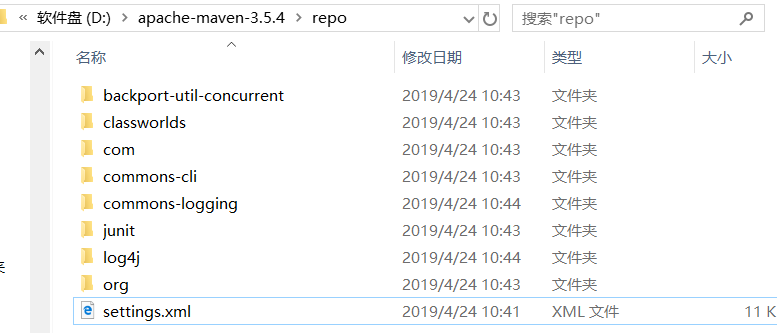 « 软件盘 (D:) › apache-maven-3.5.4 › repo
搜索"repo"
名称 修改日期 类型 大小
backport-util-concurrent 2019/4/24 10:43 文件夹
classworlds 2019/4/24 10:43 文件夹
com 2019/4/24 10:43 文件夹
commons-cli 2019/4/24 10:43 文件夹
commons-logging 2019/4/24 10:44 文件夹
junit 2019/4/24 10:43 文件夹
log4j 2019/4/24 10:44 文件夹
org 2019/4/24 10:43 文件夹
settings.xml 2019/4/24 10:41 XML 文件 11 K